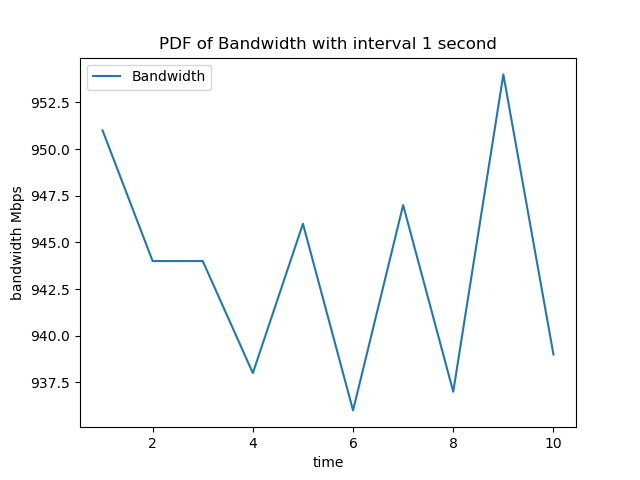 PDF of Bandwidth with interval 1 second
Bandwidth
952.5
950.0
947.5
945.0
942.5
940.0
937.5
bandwidth Mbps
2 4 6 8 10
time